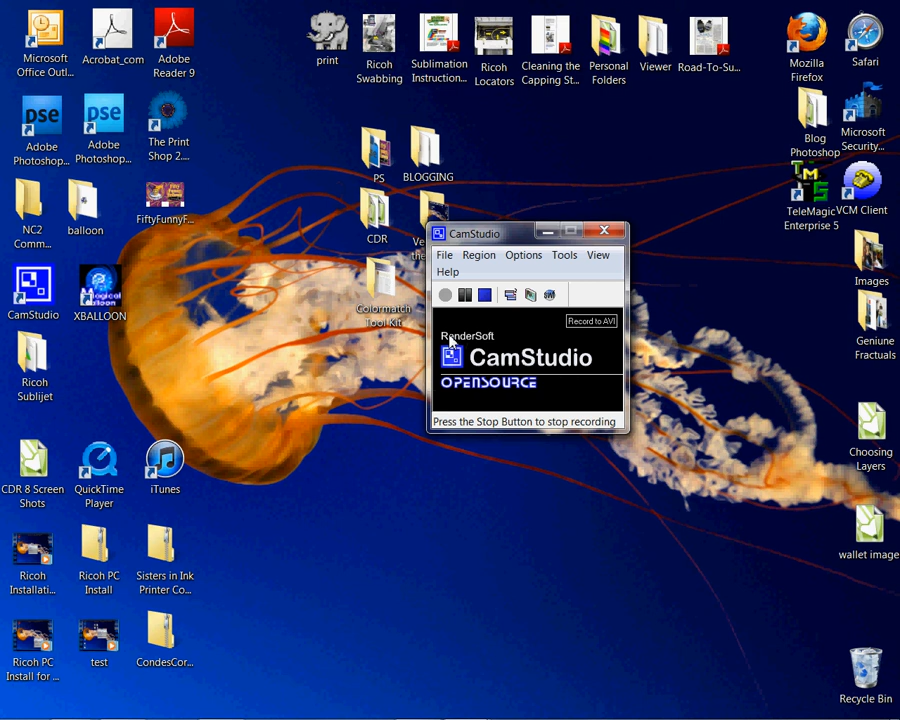 Microsoft
Office Outl...
Acrobat_com
Adobe
Reader 9
print
Ricoh
Swabbing
Sublimation
Instruction...
Ricoh
Locators
Cleaning the
Capping St...
Personal
Folders
Viewer
Road-To-Su...
Mozilla
Firefox
Safari
pse
Adobe
Photoshop...
pse
Adobe
Photoshop...
The Print
Shop 2....
PS
BLOGGING
Blog
Photoshop
Microsoft
Security...
NC2
Comm...
balloon
FiftyFunnyF...
CDR
TMS
TeleMagic
Enterprise 5
VCM Client
CamStudio
File Region Options Tools View
Help
Record to AVI
RenderSoft
CamStudio
OPENSOURCE
Press the Stop Button to stop recording
Images
CamStudio
XBALLOON
Colormatch
Tool Kit
Geniune
Fractuals
Ricoh
Sublijet
Choosing
Layers
CDR 8 Screen
Shots
QuickTime
Player
iTunes
wallet image
Ricoh
Installati...
Ricoh PC
Install
Sisters in Ink
Printer Co...
Ricoh PC
Install for ...
test
CondesCor...
Recycle Bin